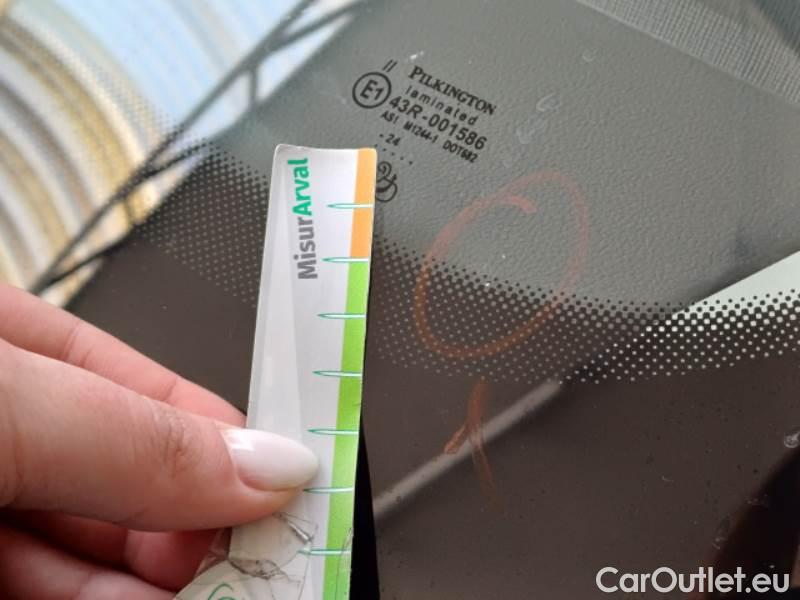 // PILKINGTON
E1 laminated
43R-001586
AS1 M1244-1 DOT682
·24
····
MisurArval
CarOutlet.eu